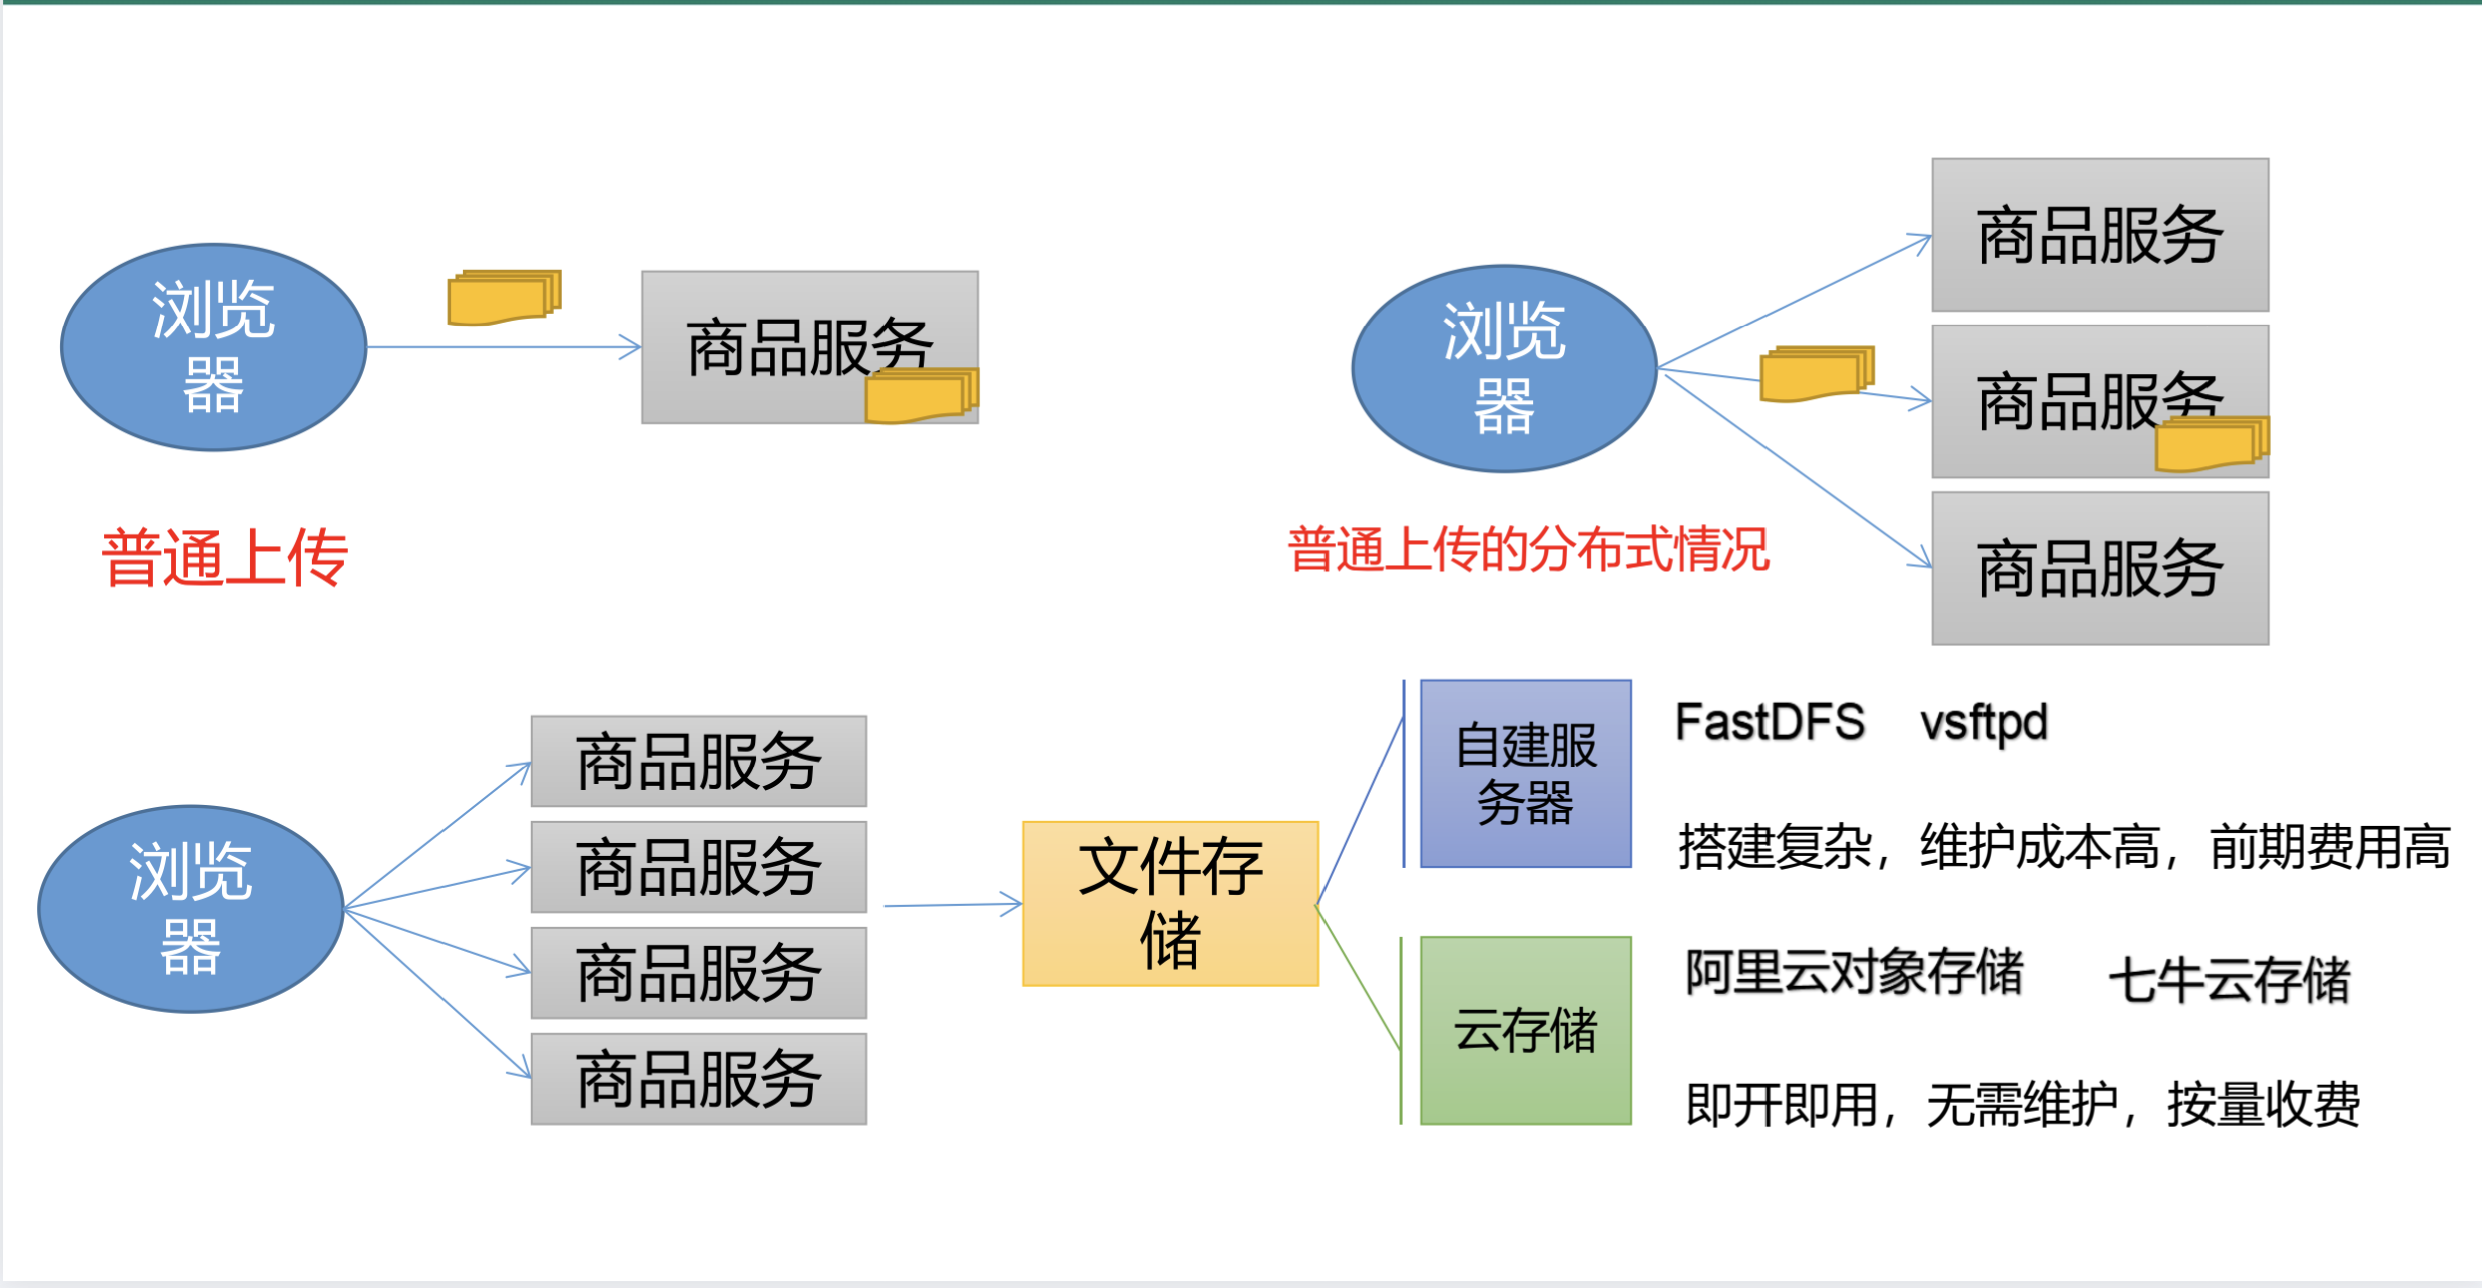 浏览
器
商品服务
普通上传
浏览
器
商品服务
商品服务
商品服务
普通上传的分布式情况
浏览
器
商品服务
商品服务
商品服务
商品服务
文件存
储
自建服
务器
FastDFS vsftpd
搭建复杂，维护成本高，前期费用高
云存储
阿里云对象存储 七牛云存储
即开即用，无需维护，按量收费